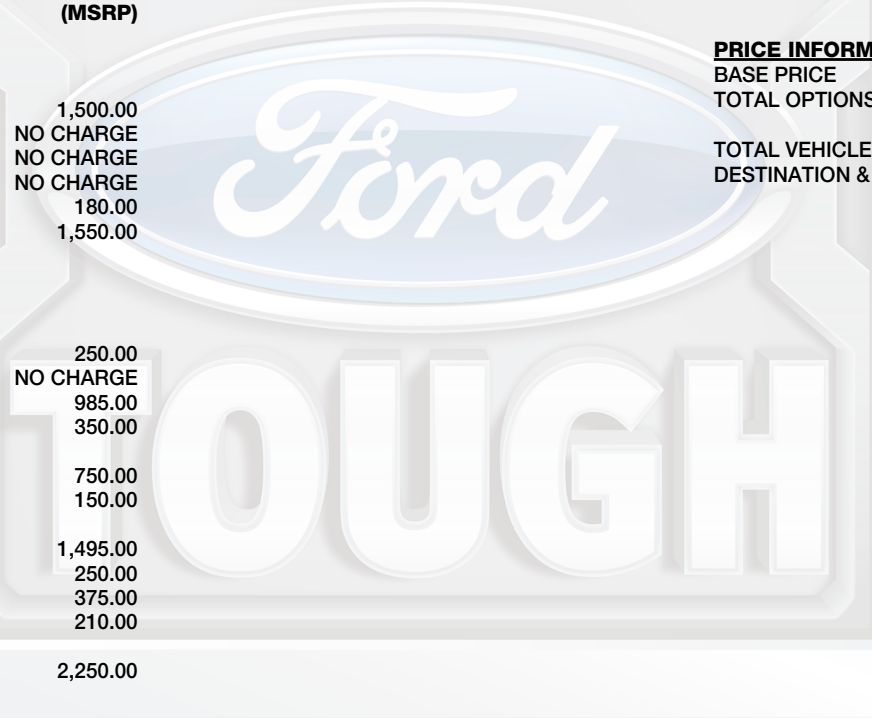 (MSRP)
1,500.00
NO CHARGE
NO CHARGE
NO CHARGE
180.00
1,550.00
250.00
NO CHARGE
985.00
350.00
750.00
150.00
1,495.00
250.00
375.00
210.00
2,250.00
PRICE INFORM
BASE PRICE
TOTAL OPTIONS
TOTAL VEHICLE
DESTINATION &
Ford
TOUGH